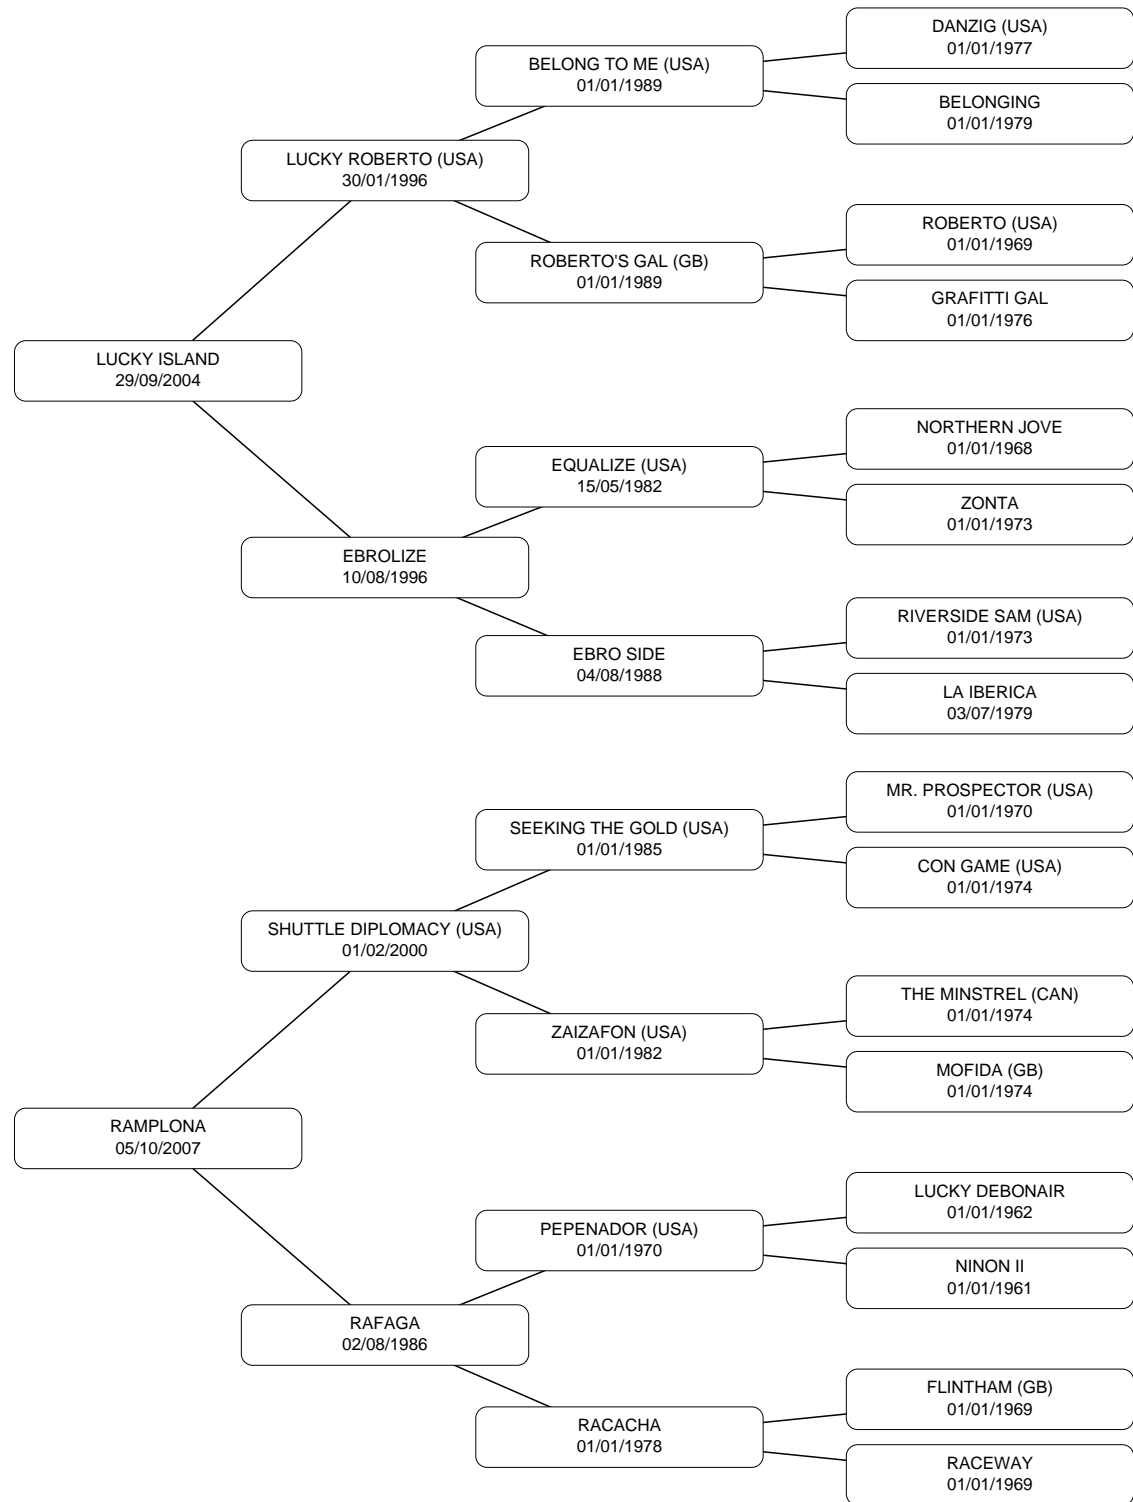 DANZIG (USA)
01/01/1977
BELONG TO ME (USA)
01/01/1989
BELONGING
01/01/1979
LUCKY ROBERTO (USA)
30/01/1996
ROBERTO (USA)
01/01/1969
ROBERTO'S GAL (GB)
01/01/1989
GRAFITTI GAL
01/01/1976
LUCKY ISLAND
29/09/2004
NORTHERN JOVE
01/01/1968
EQUALIZE (USA)
15/05/1982
ZONTA
01/01/1973
EBROLIZE
10/08/1996
RIVERSIDE SAM (USA)
01/01/1973
EBRO SIDE
04/08/1988
LA IBERICA
03/07/1979
MR. PROSPECTOR (USA)
01/01/1970
SEEKING THE GOLD (USA)
01/01/1985
CON GAME (USA)
01/01/1974
SHUTTLE DIPLOMACY (USA)
01/02/2000
THE MINSTREL (CAN)
01/01/1974
ZAIZAFON (USA)
01/01/1982
MOFIDA (GB)
01/01/1974
RAMPLONA
05/10/2007
LUCKY DEBONAIR
01/01/1962
PEPENADOR (USA)
01/01/1970
NINON II
01/01/1961
RAFAGA
02/08/1986
FLINTHAM (GB)
01/01/1969
RACACHA
01/01/1978
RACEWAY
01/01/1969